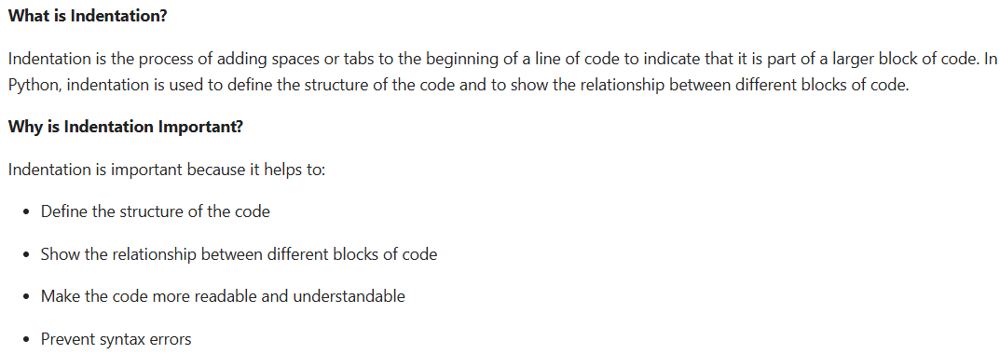 What is Indentation?
Indentation is the process of adding spaces or tabs to the beginning of a line of code to indicate that it is part of a larger block of code. In
Python, indentation is used to define the structure of the code and to show the relationship between different blocks of code.
Why is Indentation Important?
Indentation is important because it helps to:
• Define the structure of the code
• Show the relationship between different blocks of code
• Make the code more readable and understandable
• Prevent syntax errors